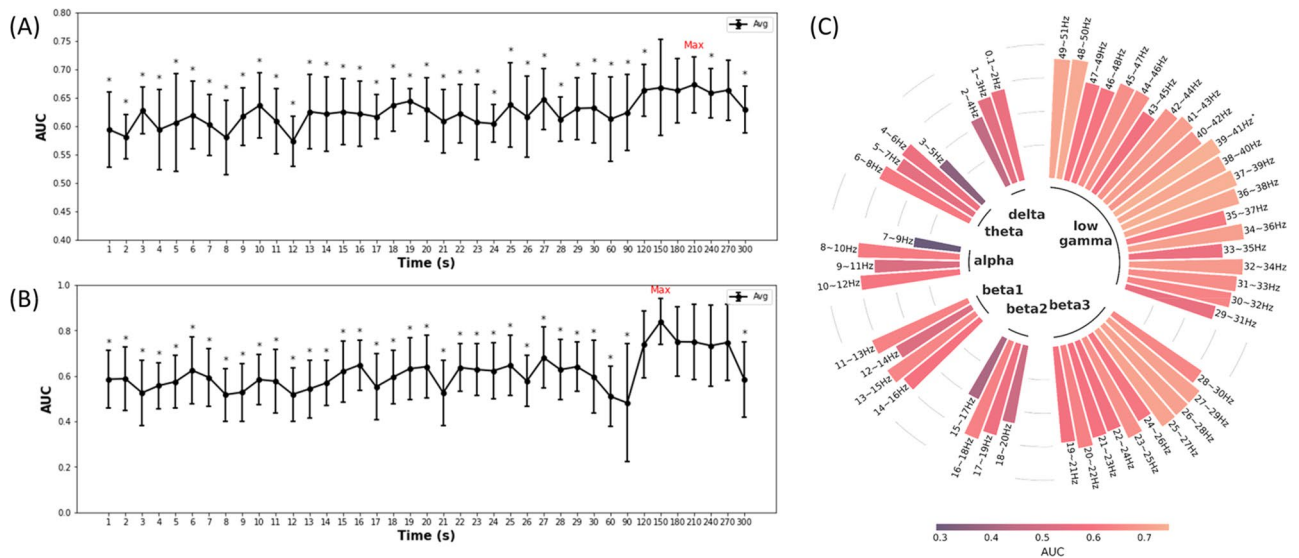 (A)
0.80
0.75
0.70
0.65
0.60
0.55
0.50
0.45
0.40
AUC
* * * * * * * * * * * * * * * * * * * * * * * * * * * * * * * * * *
Max
Avg
1 2 3 4 5 6 7 8 9 10 11 12 13 14 15 16 17 18 19 20 21 22 23 24 25 26 27 28 29 30 60 90 120 150 180 210 240 270 300
Time (s)
(B)
1.0
0.8
0.6
0.4
0.2
0.0
AUC
* * * * * * * * * * * * * * * * * * * * * * * * * * * * * * * * *
Max
Avg
1 2 3 4 5 6 7 8 9 10 11 12 13 14 15 16 17 18 19 20 21 22 23 24 25 26 27 28 29 30 60 90 120 150 180 210 240 270 300
Time (s)
(C)
0.1~2Hz
1~3Hz
2~4Hz
3~5Hz
4~6Hz
5~7Hz
6~8Hz
7~9Hz
8~10Hz
9~11Hz
10~12Hz
11~13Hz
12~14Hz
13~15Hz
14~16Hz
15~17Hz
16~18Hz
17~19Hz
18~20Hz
19~21Hz
20~22Hz
21~23Hz
22~24Hz
23~25Hz
24~26Hz
25~27Hz
26~28Hz
27~29Hz
28~30Hz
29~31Hz
30~32Hz
31~33Hz
32~34Hz
33~35Hz
34~36Hz
35~37Hz
36~38Hz
37~39Hz
38~40Hz
39~41Hz*
40~42Hz
41~43Hz
42~44Hz
43~45Hz
44~46Hz
45~47Hz
46~48Hz
47~49Hz
48~50Hz
49~51Hz
delta
theta
alpha
beta1
beta2
beta3
low
gamma
0.3 0.4 0.5 0.6 0.7
AUC